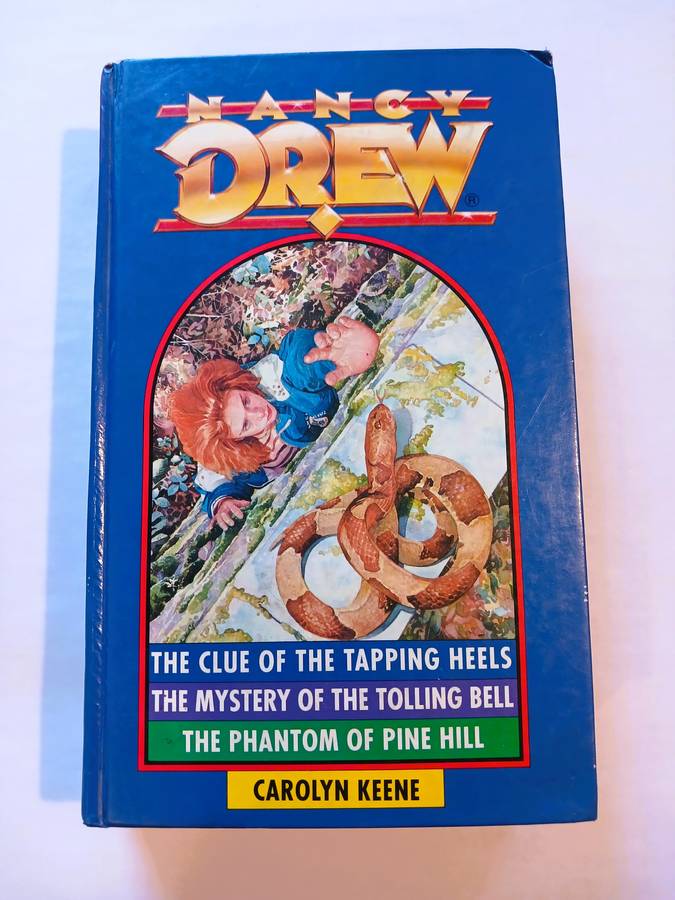 NANCY
DREW®
THE CLUE OF THE TAPPING HEELS
THE MYSTERY OF THE TOLLING BELL
THE PHANTOM OF PINE HILL
CAROLYN KEENE